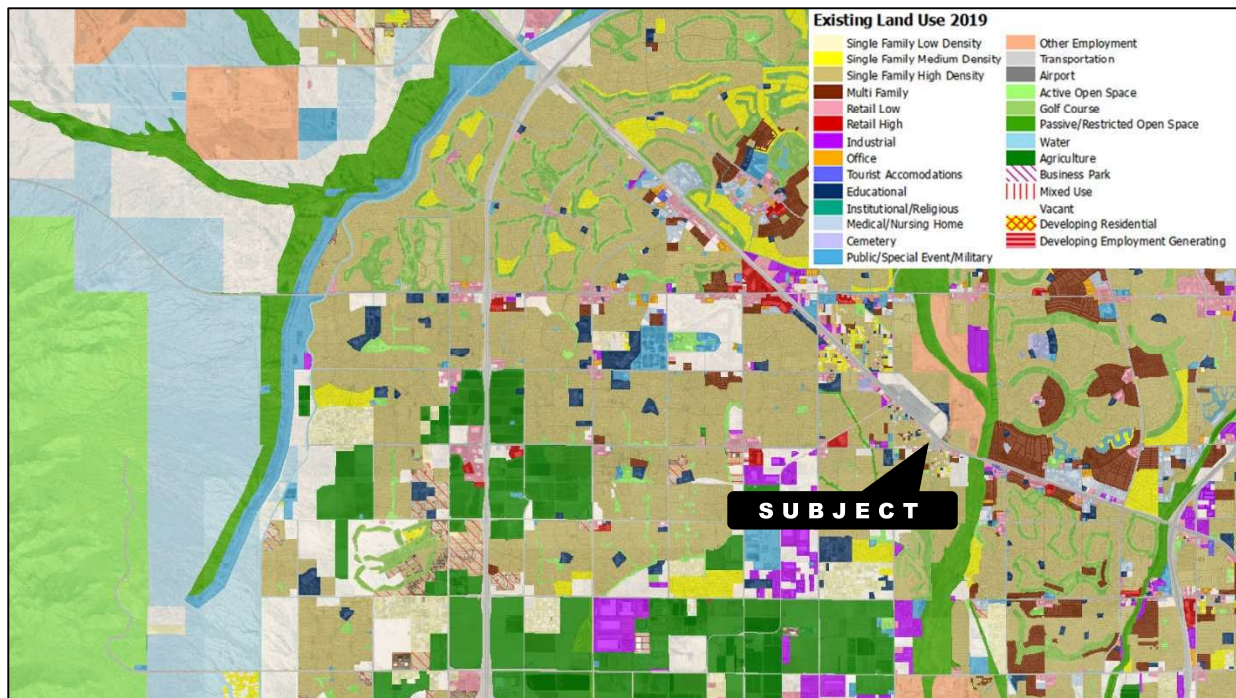 Existing Land Use 2019
Single Family Low Density
Single Family Medium Density
Single Family High Density
Multi Family
Retail Low
Retail High
Industrial
Office
Tourist Accomodations
Educational
Institutional/Religious
Medical/Nursing Home
Cemetery
Public/Special Event/Military
Other Employment
Transportation
Airport
Active Open Space
Golf Course
Passive/Restricted Open Space
Water
Agriculture
Business Park
Mixed Use
Vacant
Developing Residential
Developing Employment Generating
SUBJECT